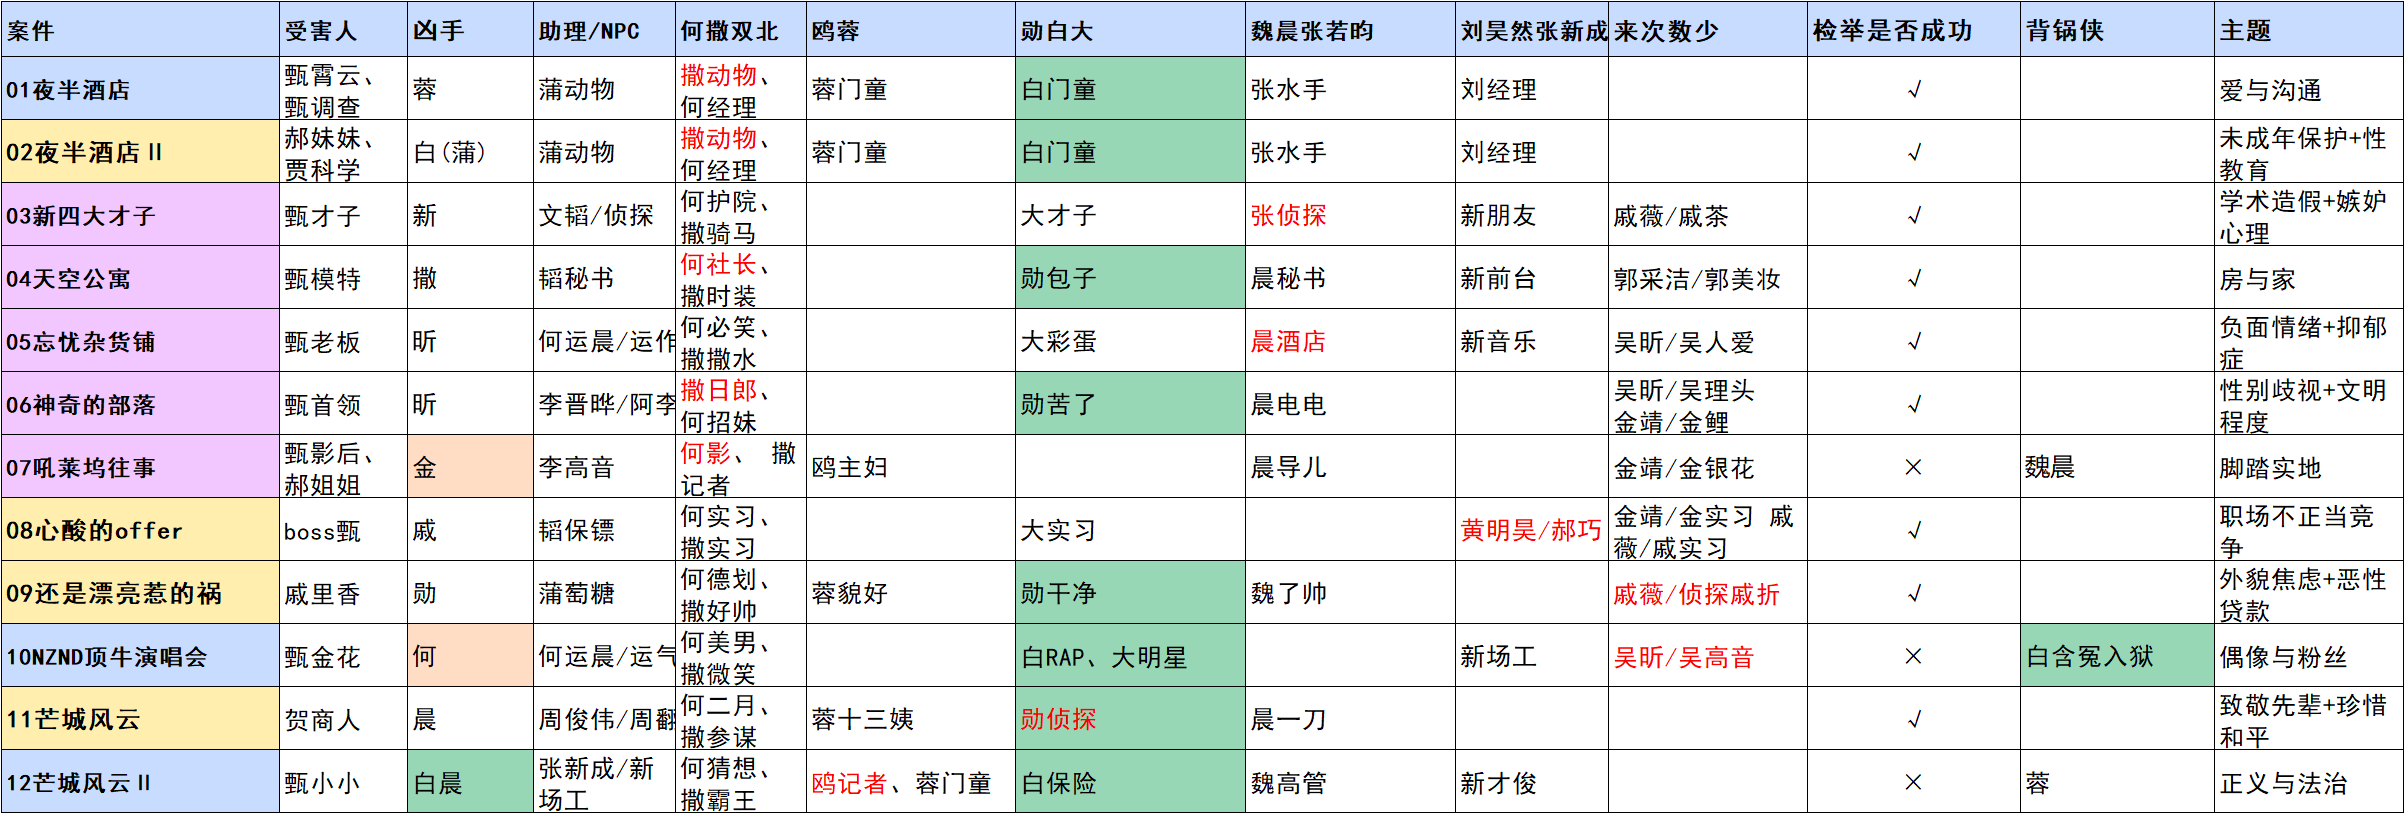 案件 受害人 凶手 助理/NPC 何撒双北 鸥蓉 勋白大 魏晨张若昀 刘昊然张新成 来次数少 检举是否成功 背锅侠 主题
01夜半酒店 甄霄云、甄调查 蓉 蒲动物 撒动物、何经理 蓉门童 白门童 张水手 刘经理 √ 爱与沟通
02夜半酒店Ⅱ 郝妹妹、贾科学 白(蒲) 蒲动物 撒动物、何经理 蓉门童 白门童 张水手 刘经理 √ 未成年保护+性教育
03新四大才子 甄才子 新 文韬/侦探 何护院、撒骑马 大才子 张侦探 新朋友 戚薇/戚茶 √ 学术造假+嫉妒心理
04天空公寓 甄模特 撒 韬秘书 何社长、撒时装 勋包子 晨秘书 新前台 郭采洁/郭美妆 √ 房与家
05忘忧杂货铺 甄老板 昕 何运晨/运作 何必笑、撒撒水 大彩蛋 晨酒店 新音乐 吴昕/吴人爱 √ 负面情绪+抑郁症
06神奇的部落 甄首领 昕 李晋晔/阿李 撒日郎、何招妹 勋苦了 晨电电 吴昕/吴理头 金靖/金鲤 √ 性别歧视+文明程度
07吼莱坞往事 甄影后、郝姐姐 金 李高音 何影、 撒记者 鸥主妇 晨导儿 金靖/金银花 × 魏晨 脚踏实地
08心酸的offer boss甄 戚 韬保镖 何实习、撒实习 大实习 黄明昊/郝巧 金靖/金实习 戚薇/戚实习 √ 职场不正当竞争
09还是漂亮惹的祸 戚里香 勋 蒲萄糖 何德划、撒好帅 蓉貌好 勋干净 魏了帅 戚薇/侦探戚折 √ 外貌焦虑+恶性贷款
10NZND顶牛演唱会 甄金花 何 何运晨/运气 何美男、撒微笑 白RAP、大明星 新场工 吴昕/吴高音 × 白含冤入狱 偶像与粉丝
11芒城风云 贺商人 晨 周俊伟/周翻 何二月、撒参谋 蓉十三姨 勋侦探 晨一刀 √ 致敬先辈+珍惜和平
12芒城风云Ⅱ 甄小小 白晨 张新成/新场工 何猜想、撒霸王 鸥记者、蓉门童 白保险 魏高管 新才俊 × 蓉 正义与法治